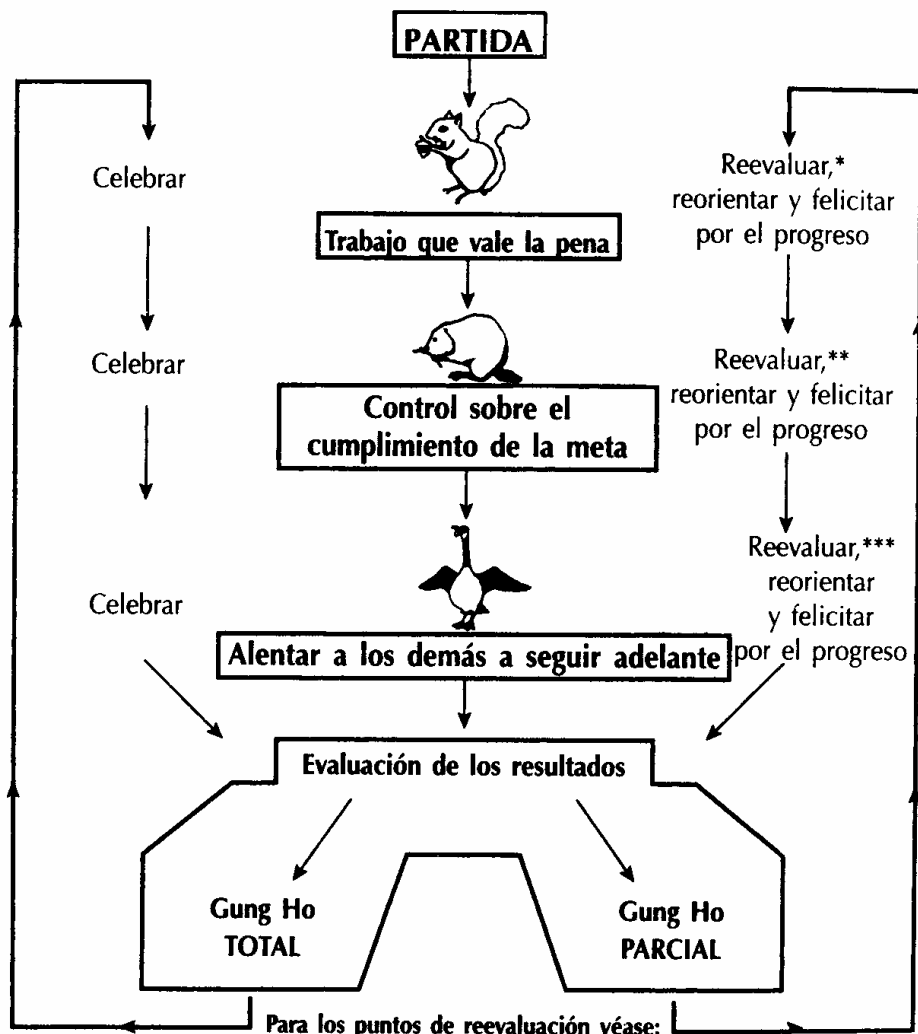 PARTIDA
Trabajo que vale la pena
Control sobre el
cumplimiento de la meta
Alentar a los demás a seguir adelante
Celebrar
Celebrar
Celebrar
Reevaluar,*
reorientar y felicitar
por el progreso
Reevaluar,**
reorientar y felicitar
por el progreso
Reevaluar,***
reorientar
y felicitar
por el progreso
Evaluación de los resultados
Gung Ho
TOTAL
Gung Ho
PARCIAL
Para los puntos de reevaluación véase: